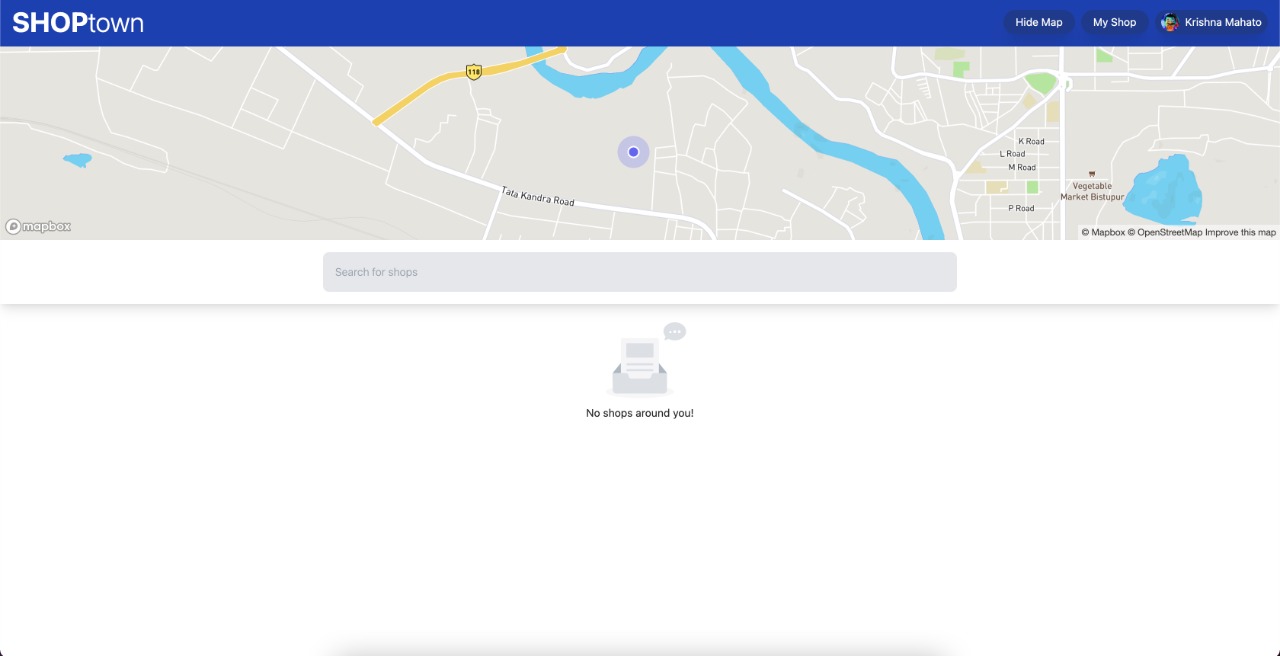 SHOPtown
Hide Map
My Shop
Krishna Mahato
118
K Road
L Road
M Road
Vegetable
Market Bistupur
Tata Kandra Road
P Road
mapbox
© Mapbox © OpenStreetMap Improve this map
Search for shops
No shops around you!